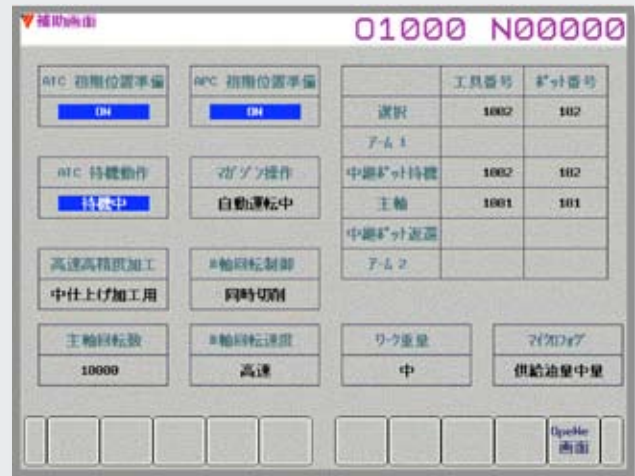 補助画面
O1000 N00000
ATC 初期位置準備
ON
APC 初期位置準備
ON
工具番号 ポット番号
選択 1002 102
アーム 1
中継ポット待機 1002 102
主軸 1001 101
中継ポット返還
アーム 2
ATC 待機動作
待機中
マガジン操作
自動運転中
高速高精度加工
中仕上げ加工用
B軸回転制御
同時切削
主軸回転数
10000
B軸回転速度
高速
ワーク重量
中
マイクロフォグ
供給油量中量
OpeNe
画面